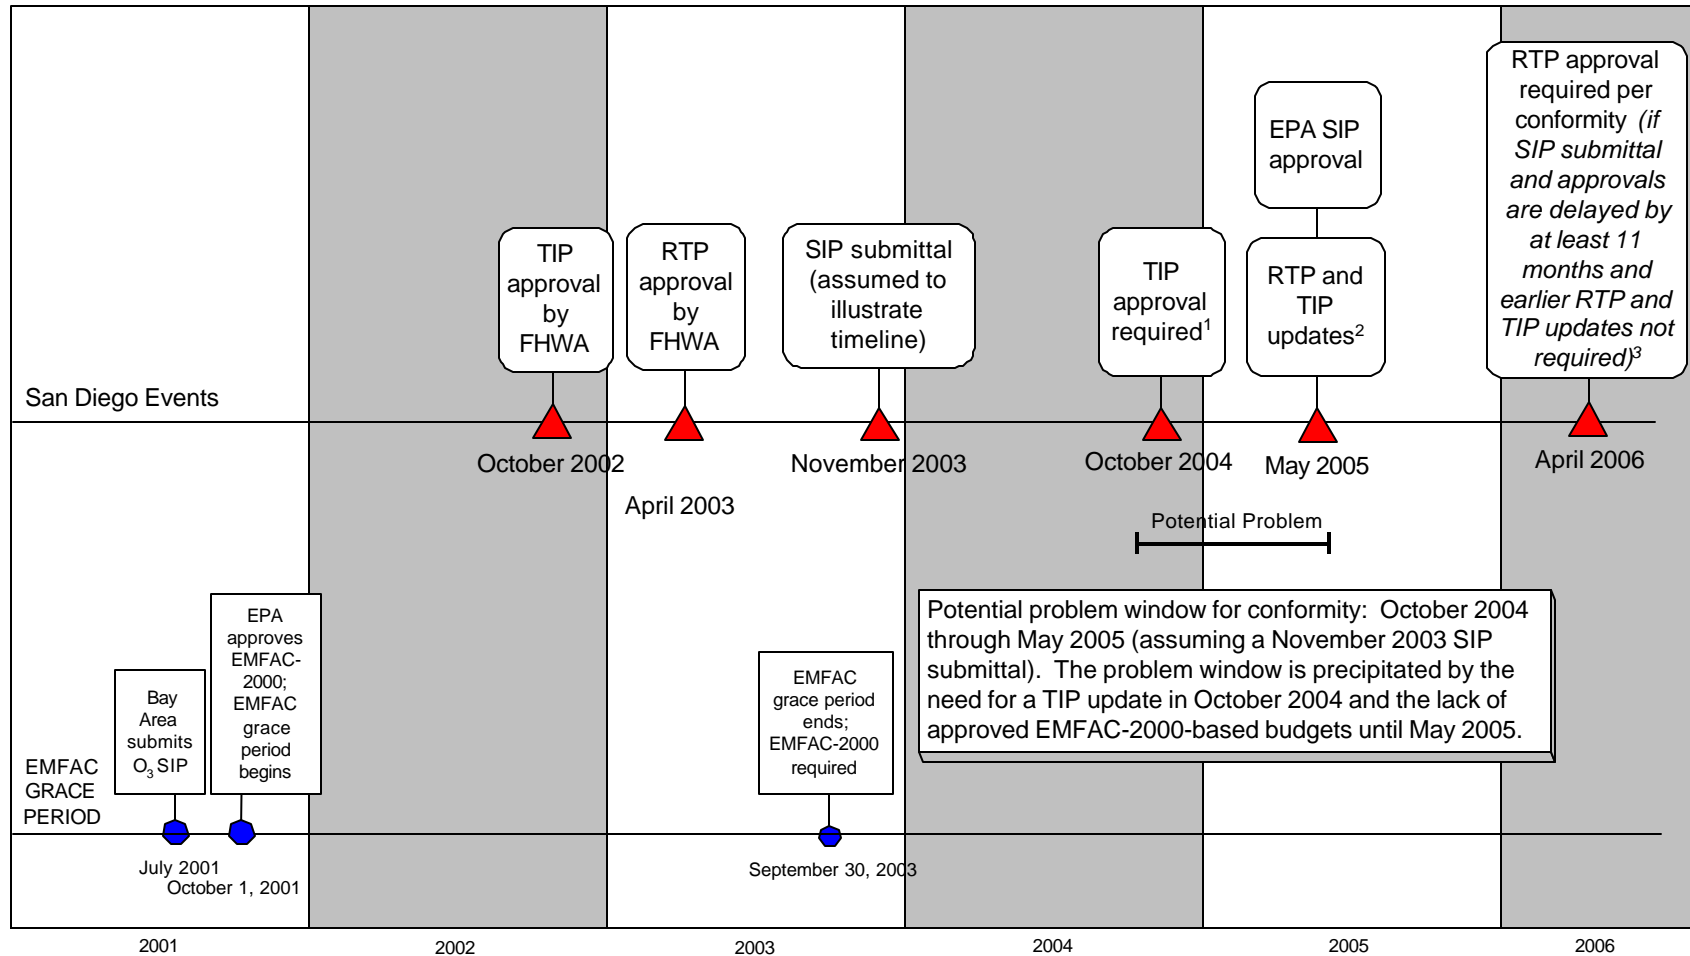 TIP
approval
by
FHWA
RTP
approval
by
FHWA
SIP submittal
(assumed to
illustrate
timeline)
TIP
approval
required1
EPA SIP
approval
RTP and
TIP
updates2
RTP approval
required per
conformity (if
SIP submittal
and approvals
are delayed by
at least 11
months and
earlier RTP and
TIP updates not
required)3
San Diego Events
October 2002
April 2003
November 2003
October 2004
May 2005
April 2006
Potential Problem
Potential problem window for conformity: October 2004
through May 2005 (assuming a November 2003 SIP
submittal). The problem window is precipitated by the
need for a TIP update in October 2004 and the lack of
approved EMFAC-2000-based budgets until May 2005.
EMFAC
GRACE
PERIOD
Bay
Area
submits
O3 SIP
EPA
approves
EMFAC-
2000;
EMFAC
grace
period
begins
EMFAC
grace period
ends;
EMFAC-2000
required
July 2001
October 1, 2001
September 30, 2003
2001
2002
2003
2004
2005
2006